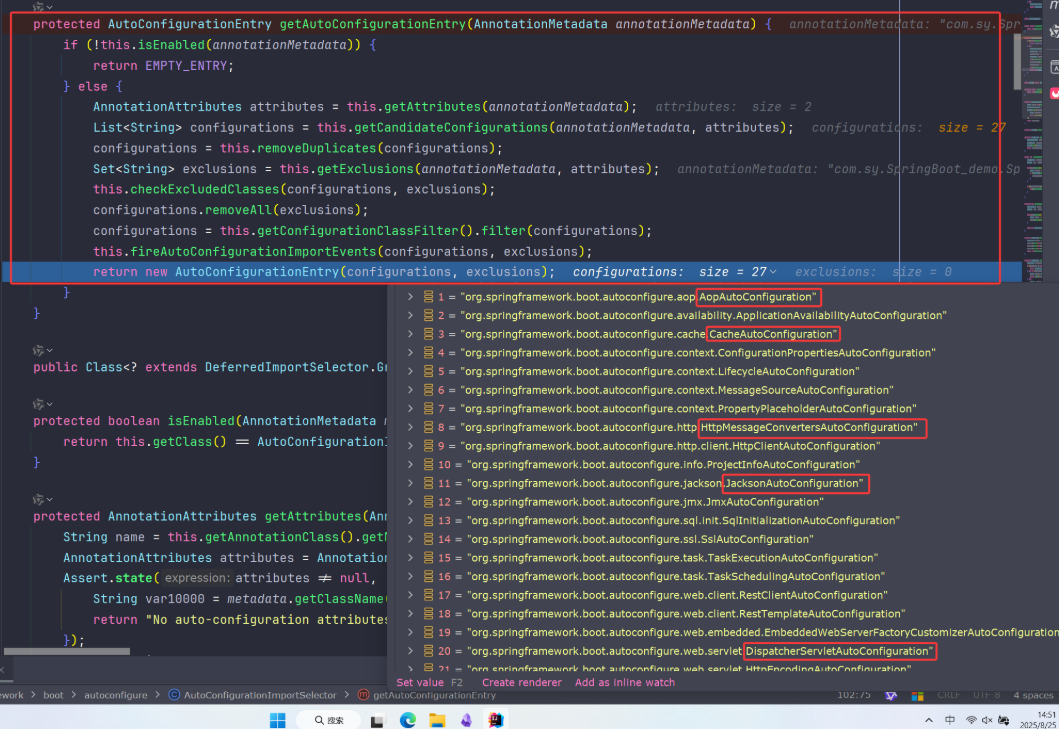 protected AutoConfigurationEntry getAutoConfigurationEntry(AnnotationMetadata annotationMetadata) { annotationMetadata: "com.sy.Spr
if (!this.isEnabled(annotationMetadata)) {
return EMPTY_ENTRY;
} else {
AnnotationAttributes attributes = this.getAttributes(annotationMetadata); attributes: size = 2
List<String> configurations = this.getCandidateConfigurations(annotationMetadata, attributes); configurations: size = 27
configurations = this.removeDuplicates(configurations);
Set<String> exclusions = this.getExclusions(annotationMetadata, attributes); annotationMetadata: "com.sy.SpringBoot_demo.Sp
this.checkExcludedClasses(configurations, exclusions);
configurations.removeAll(exclusions);
configurations = this.getConfigurationClassFilter().filter(configurations);
this.fireAutoConfigurationImportEvents(configurations, exclusions);
return new AutoConfigurationEntry(configurations, exclusions); configurations: size = 27 exclusions: size = 0
}
}
public Class<? extends DeferredImportSelector.Gr
protected boolean isEnabled(AnnotationMetadata m
return this.getClass() == AutoConfigurationI
}
protected AnnotationAttributes getAttributes(Ann
String name = this.getAnnotationClass().getN
AnnotationAttributes attributes = Annotation
Assert.state( expression: attributes ≠ null,
String var10000 = metadata.getClassName(
return "No auto-configuration attributes
});
1 = "org.springframework.boot.autoconfigure.aop.AopAutoConfiguration"
2 = "org.springframework.boot.autoconfigure.availability.ApplicationAvailabilityAutoConfiguration"
3 = "org.springframework.boot.autoconfigure.cache.CacheAutoConfiguration"
4 = "org.springframework.boot.autoconfigure.context.ConfigurationPropertiesAutoConfiguration"
5 = "org.springframework.boot.autoconfigure.context.LifecycleAutoConfiguration"
6 = "org.springframework.boot.autoconfigure.context.MessageSourceAutoConfiguration"
7 = "org.springframework.boot.autoconfigure.context.PropertyPlaceholderAutoConfiguration"
8 = "org.springframework.boot.autoconfigure.http.HttpMessageConvertersAutoConfiguration"
9 = "org.springframework.boot.autoconfigure.http.client.HttpClientAutoConfiguration"
10 = "org.springframework.boot.autoconfigure.info.ProjectInfoAutoConfiguration"
11 = "org.springframework.boot.autoconfigure.jackson.JacksonAutoConfiguration"
12 = "org.springframework.boot.autoconfigure.jmx.JmxAutoConfiguration"
13 = "org.springframework.boot.autoconfigure.sql.init.SqlInitializationAutoConfiguration"
14 = "org.springframework.boot.autoconfigure.ssl.SslAutoConfiguration"
15 = "org.springframework.boot.autoconfigure.task.TaskExecutionAutoConfiguration"
16 = "org.springframework.boot.autoconfigure.task.TaskSchedulingAutoConfiguration"
17 = "org.springframework.boot.autoconfigure.web.client.RestClientAutoConfiguration"
18 = "org.springframework.boot.autoconfigure.web.client.RestTemplateAutoConfiguration"
19 = "org.springframework.boot.autoconfigure.web.embedded.EmbeddedWebServerFactoryCustomizerAutoConfiguration
20 = "org.springframework.boot.autoconfigure.web.servlet.DispatcherServletAutoConfiguration"
21 = "org.springframework.boot.autoconfigure.web.servlet.HttpEncodingAutoConfiguration"
Set value F2 Create renderer Add as inline watch
ework > boot > autoconfigure > AutoConfigurationImportSelector > getAutoConfigurationEntry 102:75 CRLF UTF-8 4 spaces
搜索
中
14:51
2025/8/25